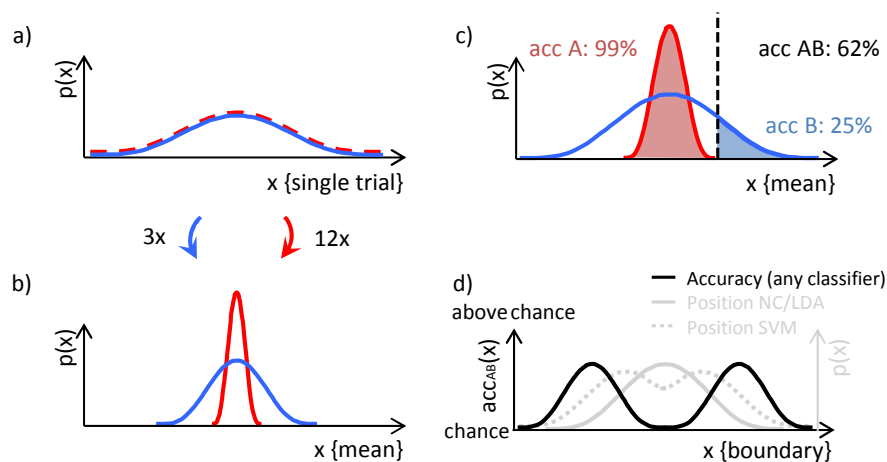 a)
p(x)
x {single trial}
3x
12x
b)
p(x)
x {mean}
c)
acc A: 99%
acc AB: 62%
acc B: 25%
p(x)
x {mean}
d)
Accuracy (any classifier)
Position NC/LDA
Position SVM
above chance
accAB(x)
p(x)
chance
x {boundary}